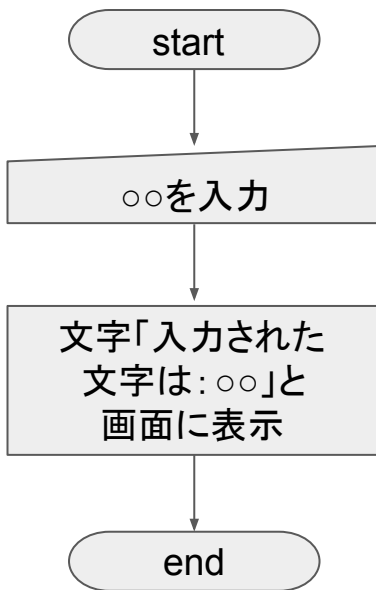 start
○○を入力
文字「入力された
文字は：○○」と
画面に表示
end